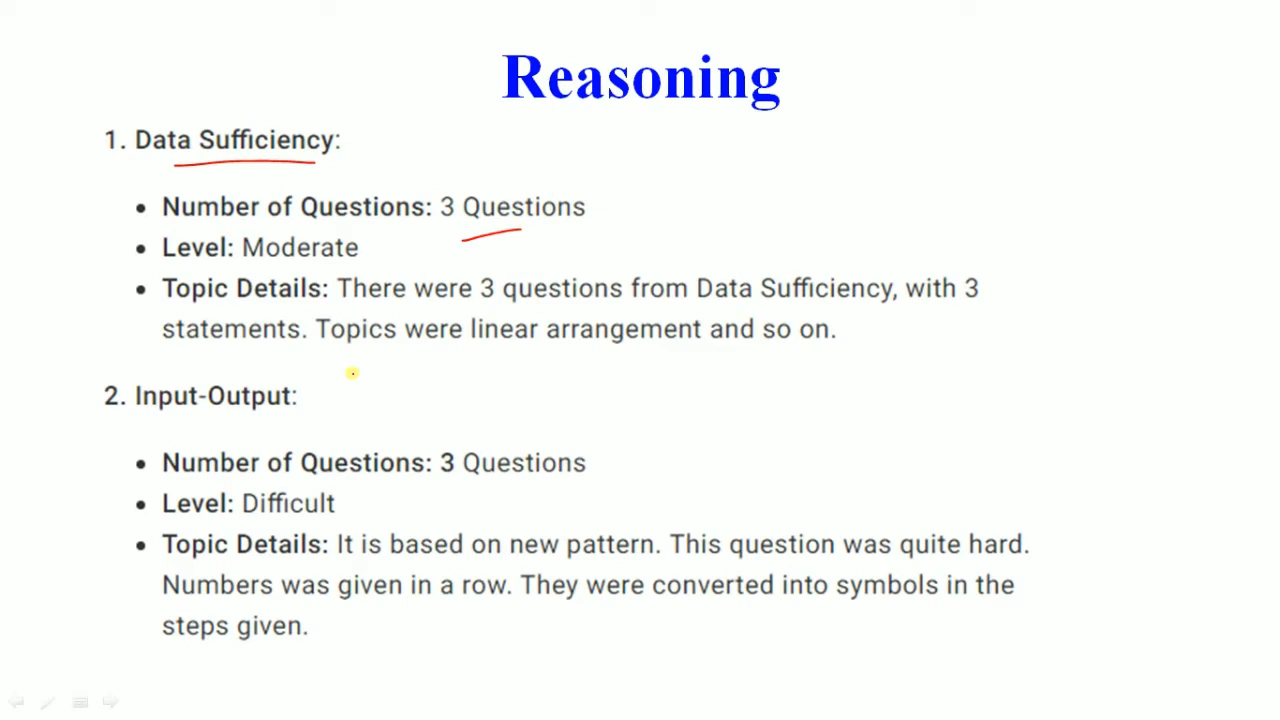 Reasoning
1. Data Sufficiency:
• Number of Questions: 3 Questions
• Level: Moderate
• Topic Details: There were 3 questions from Data Sufficiency, with 3
statements. Topics were linear arrangement and so on.
2. Input-Output:
• Number of Questions: 3 Questions
• Level: Difficult
• Topic Details: It is based on new pattern. This question was quite hard.
Numbers was given in a row. They were converted into symbols in the
steps given.